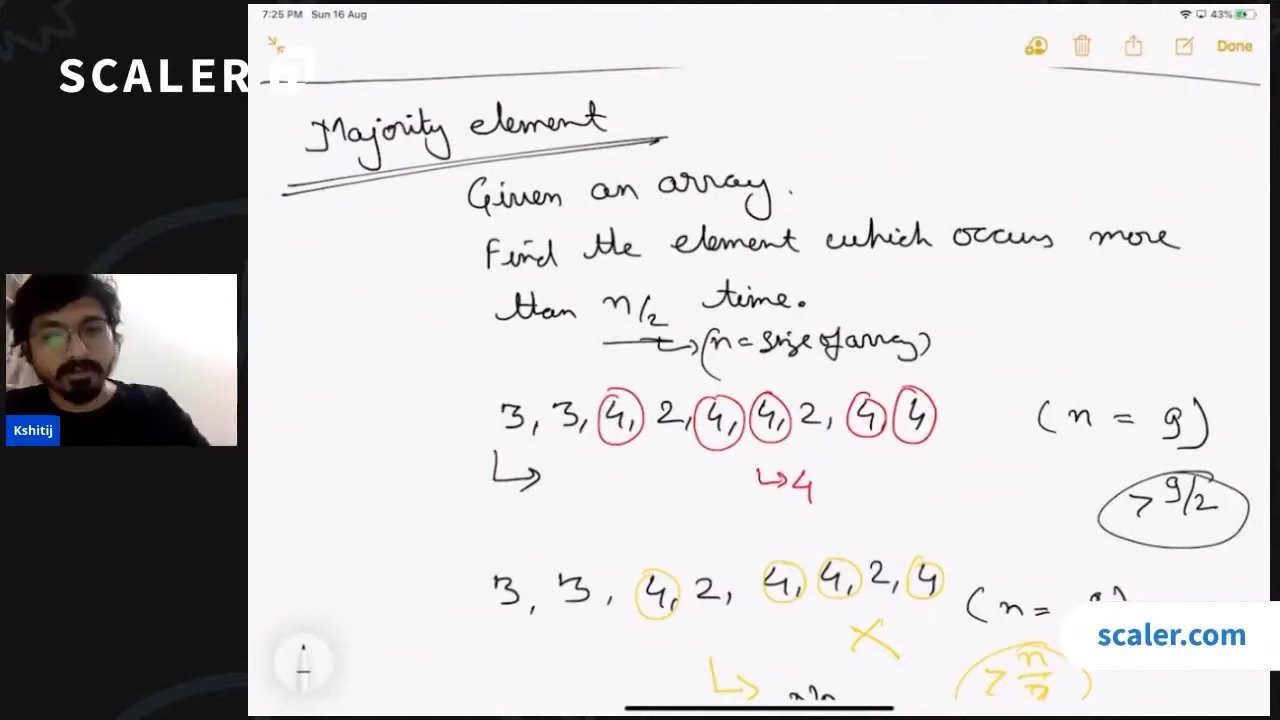 7:25 PM Sun 16 Aug
43%
Done
SCALER
Majority element
Given an array.
Find the element which occurs more
than n/2 time.
(n = size of array)
3, 3, 4, 2, 4, 4, 2, 4 4 (n = 9)
↳ ↳4 > 9/2
3, 3, 4, 2, 4, 4, 2, 4 (n =
Kshitij
scaler.com
> n/2